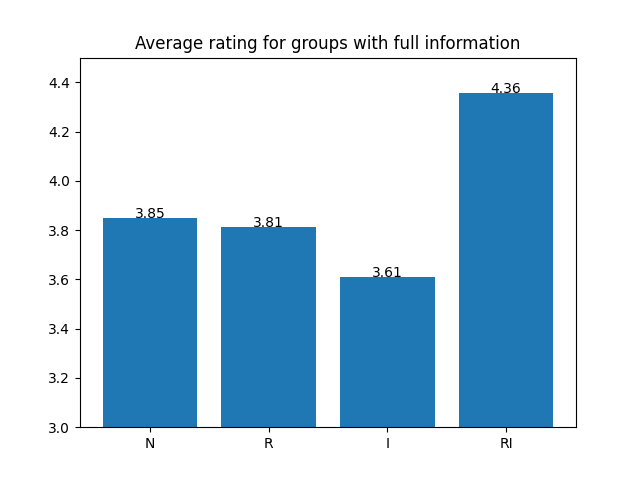 Average rating for groups with full information
4.4
4.2
4.0
3.8
3.6
3.4
3.2
3.0
3.85
3.81
3.61
4.36
N
R
I
RI